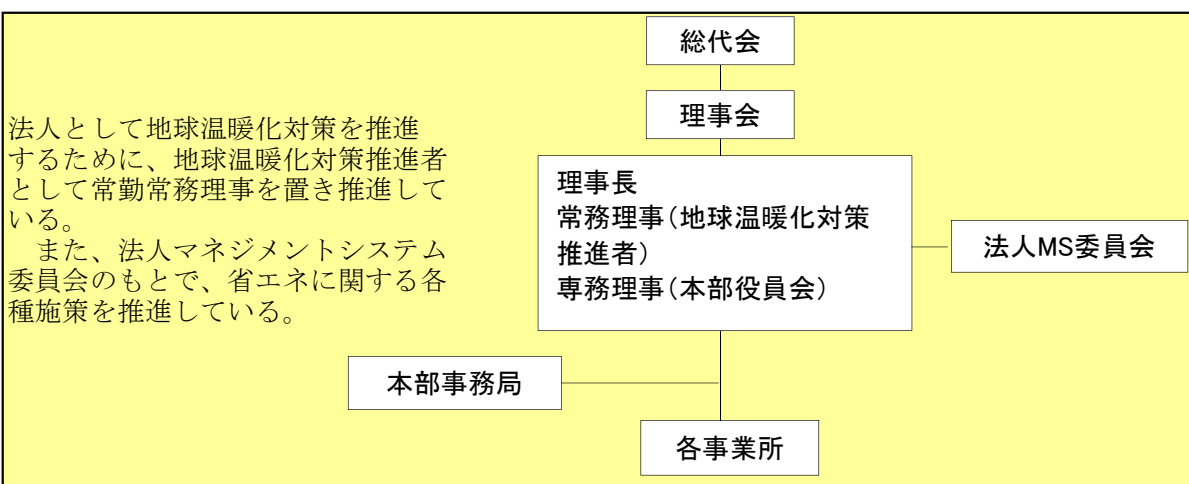 総代会
理事会
法人として地球温暖化対策を推進
するために、地球温暖化対策推進者
として常勤常務理事を置き推進して
いる。
　また、法人マネジメントシステム
委員会のもとで、省エネに関する各
種施策を推進している。
理事長
常務理事(地球温暖化対策
推進者)
専務理事(本部役員会)
法人MS委員会
本部事務局
各事業所